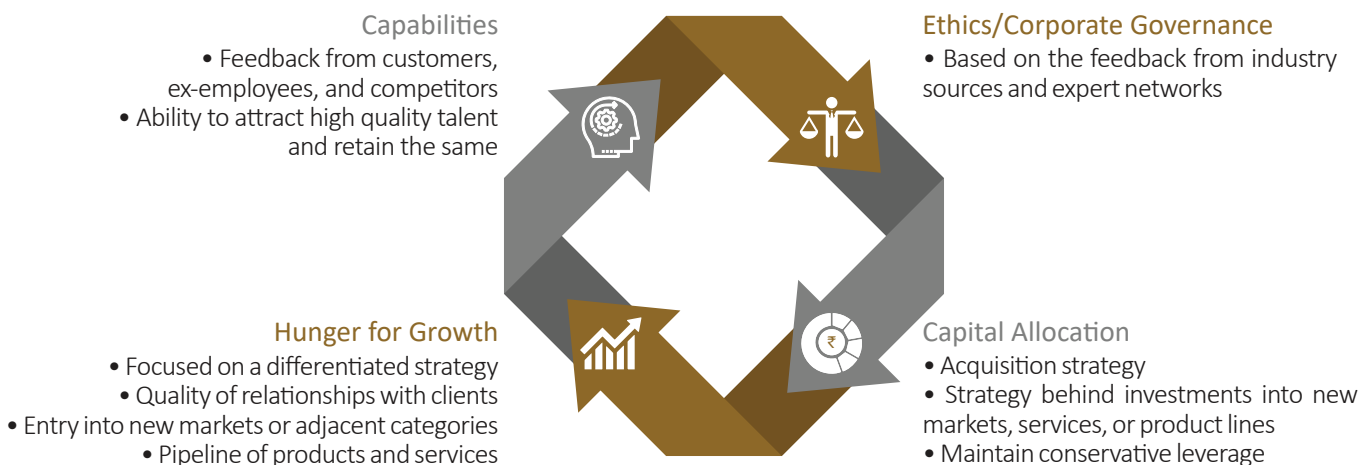 Capabilities
• Feedback from customers,
ex-employees, and competitors
• Ability to attract high quality talent
and retain the same
Ethics/Corporate Governance
• Based on the feedback from industry
sources and expert networks
Hunger for Growth
• Focused on a differentiated strategy
• Quality of relationships with clients
• Entry into new markets or adjacent categories
• Pipeline of products and services
₹
Capital Allocation
• Acquisition strategy
• Strategy behind investments into new
markets, services, or product lines
• Maintain conservative leverage